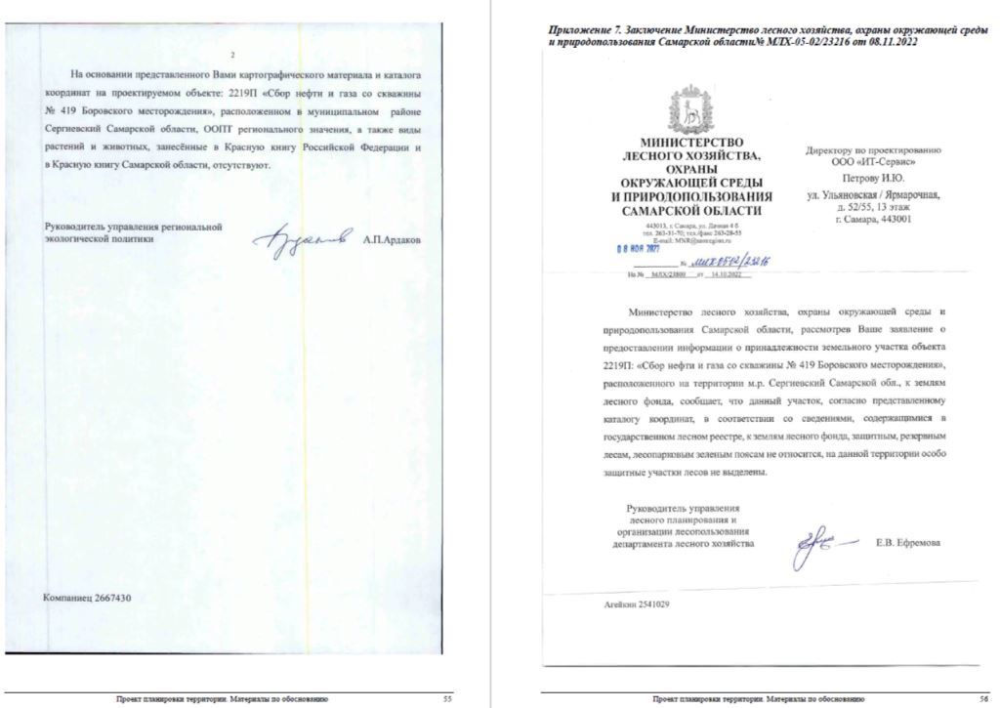 2
На основании представленного Вами картографического материала и каталога
координат на проектируемом объекте: 2219П «Сбор нефти и газа со скважины
№ 419 Боровского месторождения», расположенном в муниципальном районе
Сергиевский Самарской области, ООПТ регионального значения, а также виды
растений и животных, занесённые в Красную книгу Российской Федерации и
в Красную книгу Самарской области, отсутствуют.
Руководитель управления региональной
экологической политики
А.П.Ардаков
Компаниец 2667430
Проект планировки территории. Материалы по обоснованию
55
Приложение 7. Заключение Министерство лесного хозяйства, охраны окружающей среды
и природопользования Самарской области№ МЛХ-05-02/23216 от 08.11.2022
МИНИСТЕРСТВО
ЛЕСНОГО ХОЗЯЙСТВА,
ОХРАНЫ
ОКРУЖАЮЩЕЙ СРЕДЫ
И ПРИРОДОПОЛЬЗОВАНИЯ
САМАРСКОЙ ОБЛАСТИ
443013, г. Самара, ул. Дачная 4 б
тел. 263-31-70; тел./факс 263-28-55
E-mail: MNR@samregion.ru
08 НОЯ 2022
№ МЛХ-05-02/23216
На № МЛХ/23800 от 14.10.2022
Директору по проектированию
ООО «ИТ-Сервис»
Петрову И.Ю.
ул. Ульяновская / Ярмарочная,
д. 52/55, 13 этаж
г. Самара, 443001
Министерство лесного хозяйства, охраны окружающей среды и
природопользования Самарской области, рассмотрев Ваше заявление о
предоставлении информации о принадлежности земельного участка объекта
2219П: «Сбор нефти и газа со скважины № 419 Боровского месторождения»,
расположенного на территории м.р. Сергиевский Самарской обл., к землям
лесного фонда, сообщает, что данный участок, согласно представленному
каталогу координат, в соответствии со сведениями, содержащимися в
государственном лесном реестре, к землям лесного фонда, защитным, резервным
лесам, лесопарковым зеленым поясам не относится, на данной территории особо
защитные участки лесов не выделены.
Руководитель управления
лесного планирования и
организации лесопользования
департамента лесного хозяйства
Е.В. Ефремова
Агейкин 2541029
Проект планировки территории. Материалы по обоснованию
56